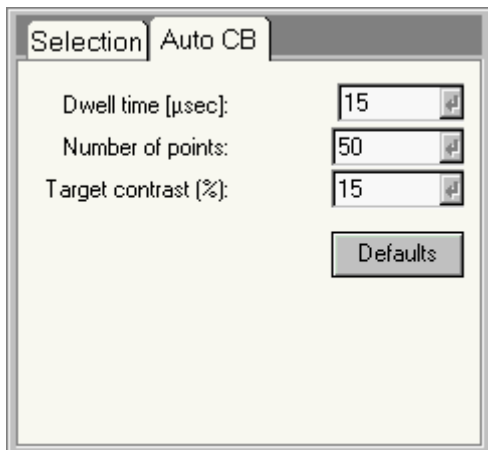 Selection Auto CB
Dwell time [µsec]: 15
Number of points: 50
Target contrast (%): 15
Defaults